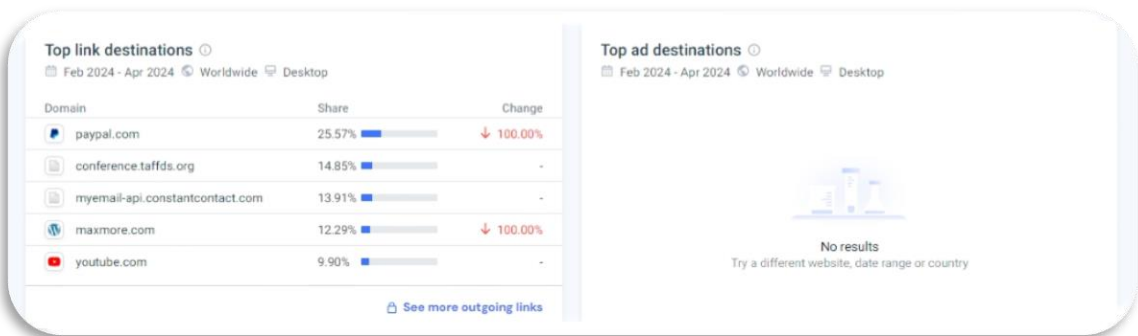 Top link destinations
Feb 2024 - Apr 2024 Worldwide Desktop
Domain Share Change
paypal.com 25.57% ↓ 100.00%
conference.taffds.org 14.85% -
myemail-api.constantcontact.com 13.91% -
maxmore.com 12.29% ↓ 100.00%
youtube.com 9.90% -
See more outgoing links
Top ad destinations
Feb 2024 - Apr 2024 Worldwide Desktop
No results
Try a different website, date range or country